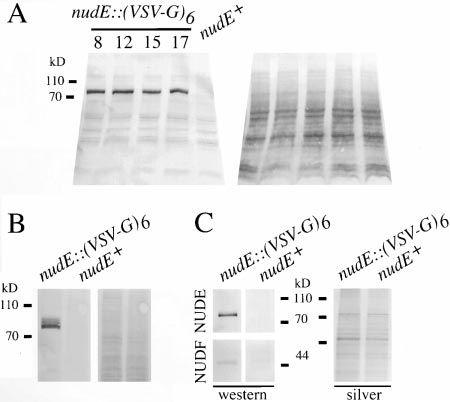 A
nudE::(VSV-G)6
8 12 15 17
nudE+
kD
110
70
B
nudE::(VSV-G)6
nudE+
kD
110
70
C
nudE::(VSV-G)6
nudE+
kD
NUDE
NUDF
110
70
44
western
nudE::(VSV-G)6
nudE+
silver